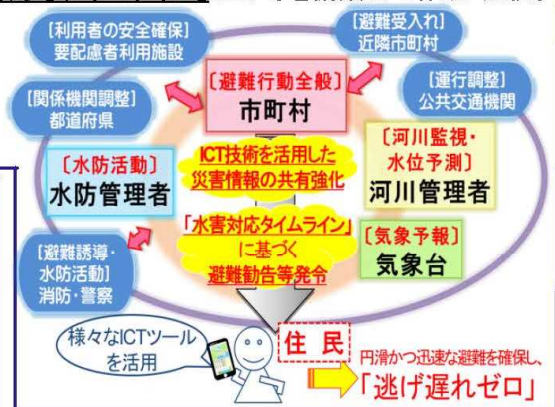 [利用者の安全確保]
要配慮者利用施設
[避難受入れ]
近隣市町村
[関係機関調整]
都道府県
〔避難行動全般〕
市町村
[運行調整]
公共交通機関
〔水防活動〕
水防管理者
ICT技術を活用した
災害情報の共有強化
〔河川監視・
水位予測〕
河川管理者
「水害対応タイムライン」
に基づく
避難勧告等発令
〔気象予報〕
気象台
[避難誘導・
水防活動]
消防・警察
様々なICTツール
を活用
住民
円滑かつ迅速な避難を確保し、
「逃げ遅れゼロ」